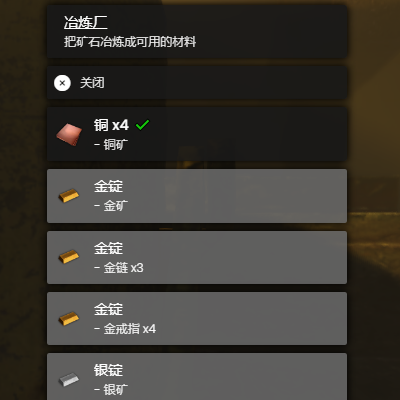 冶炼厂
把矿石冶炼成可用的材料
关闭
铜 x4
- 铜矿
金锭
- 金矿
金锭
- 金链 x3
金锭
- 金戒指 x4
银锭
- 银矿